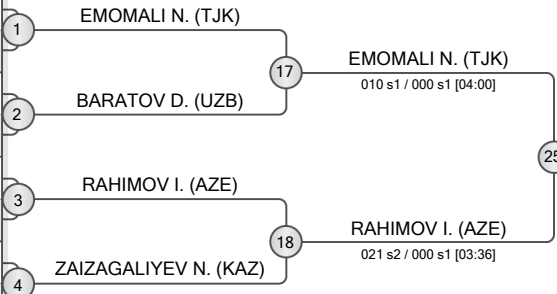 1
EMOMALI N. (TJK)
17
EMOMALI N. (TJK)
010 s1 / 000 s1 [04:00]
2
BARATOV D. (UZB)
25
3
RAHIMOV I. (AZE)
18
RAHIMOV I. (AZE)
021 s2 / 000 s1 [03:36]
4
ZAIZAGALIYEV N. (KAZ)